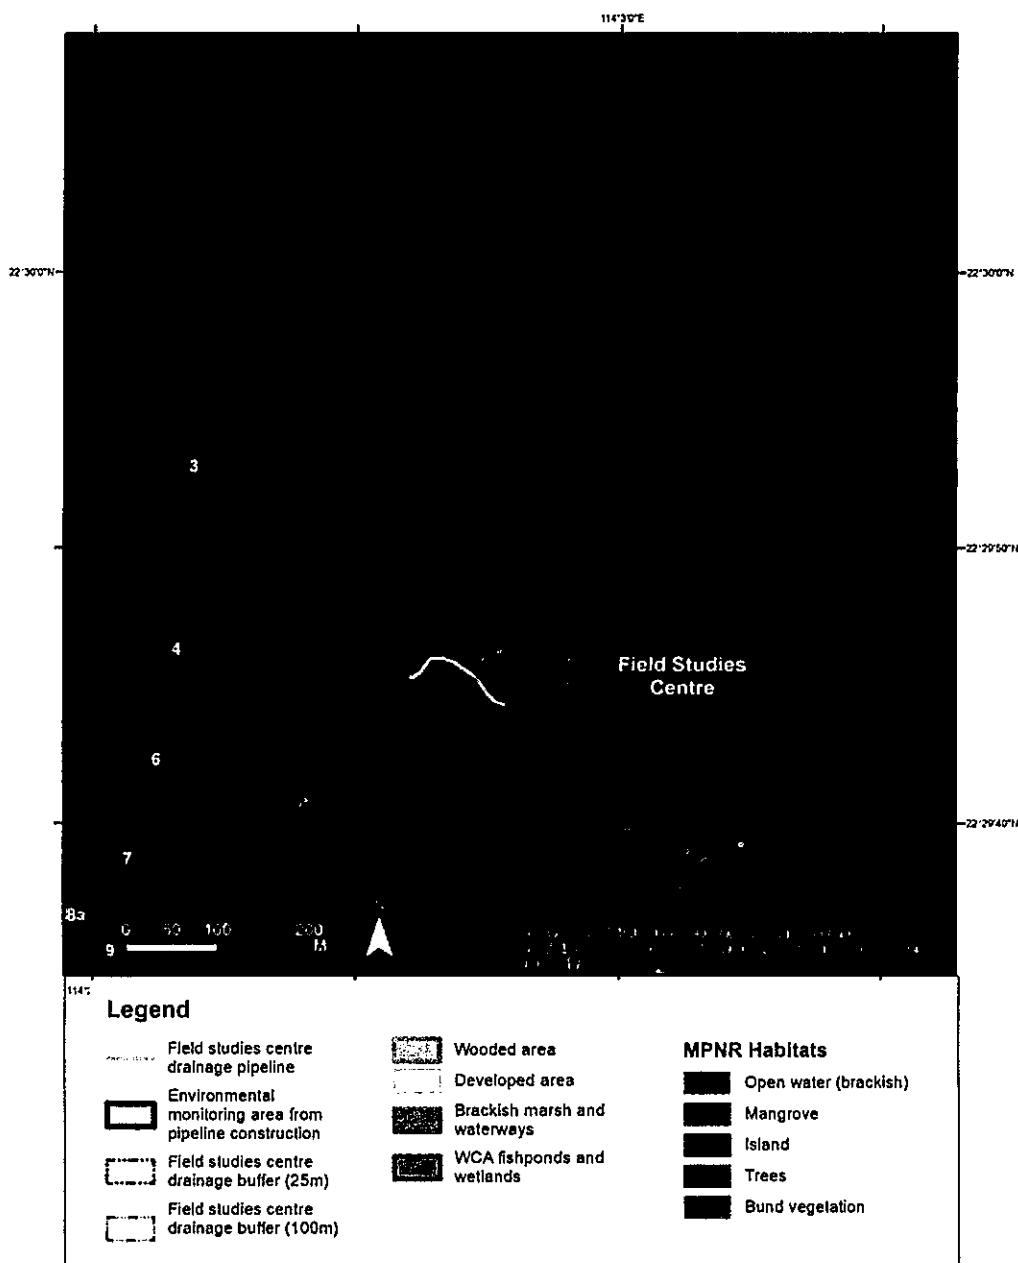 114°3'0"E
22°30'0"N
22°30'0"N
3
22°29'50"N
4
Field Studies
Centre
6
22°29'40"N
7
8a
0 50 100 200
M
9
Legend
Field studies centre
drainage pipeline
Environmental
monitoring area from
pipeline construction
Field studies centre
drainage buffer (25m)
Field studies centre
drainage buffer (100m)
Wooded area
Developed area
Brackish marsh and
waterways
WCA fishponds and
wetlands
MPNR Habitats
Open water (brackish)
Mangrove
Island
Trees
Bund vegetation